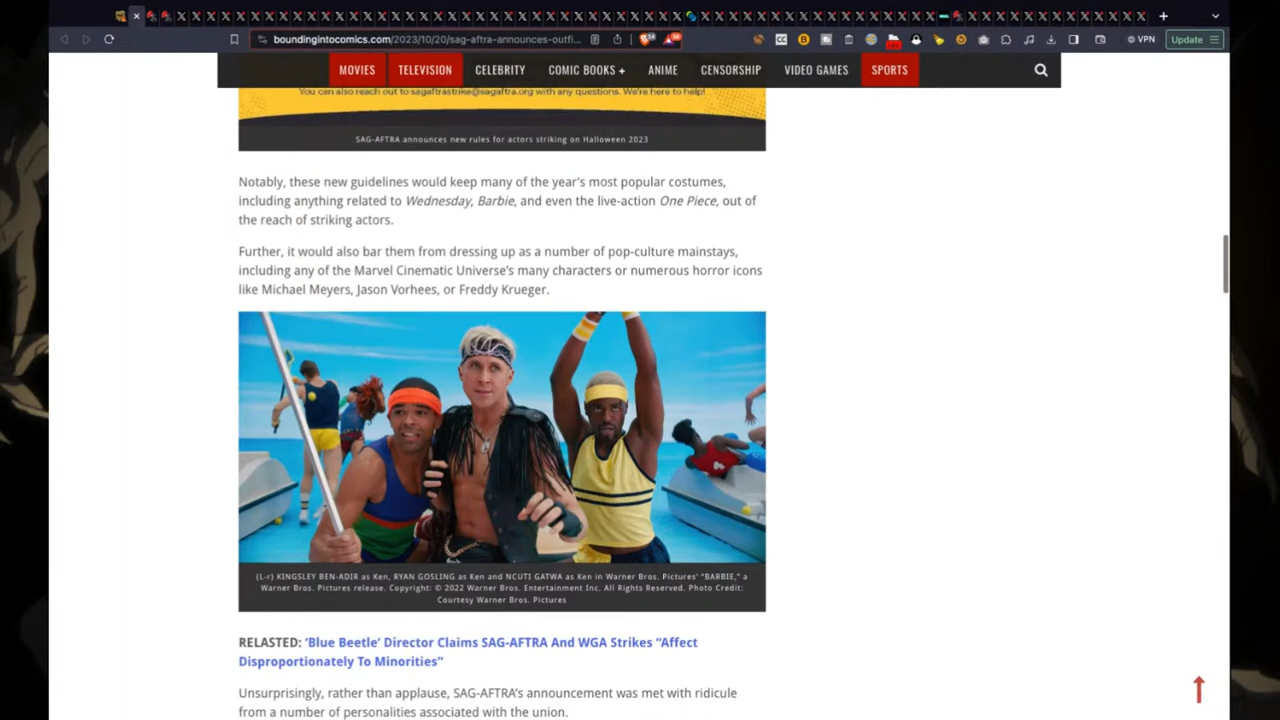 boundingintocomics.com/2023/10/20/sag-aftra-announces-outfi...
VPN
Update
MOVIES
TELEVISION
CELEBRITY
COMIC BOOKS +
ANIME
CENSORSHIP
VIDEO GAMES
SPORTS
You can also reach out to sagaftrastrike@sagaftra.org with any questions. We're here to help!
SAG-AFTRA announces new rules for actors striking on Halloween 2023
Notably, these new guidelines would keep many of the year's most popular costumes,
including anything related to Wednesday, Barbie, and even the live-action One Piece, out of
the reach of striking actors.
Further, it would also bar them from dressing up as a number of pop-culture mainstays,
including any of the Marvel Cinematic Universe's many characters or numerous horror icons
like Michael Meyers, Jason Vorhees, or Freddy Krueger.
(L-r) KINGSLEY BEN-ADIR as Ken, RYAN GOSLING as Ken and NCUTI GATWA as Ken in Warner Bros. Pictures' "BARBIE," a
Warner Bros. Pictures release. Copyright: © 2022 Warner Bros. Entertainment Inc. All Rights Reserved. Photo Credit:
Courtesy Warner Bros. Pictures
RELASTED: 'Blue Beetle' Director Claims SAG-AFTRA And WGA Strikes "Affect
Disproportionately To Minorities"
Unsurprisingly, rather than applause, SAG-AFTRA's announcement was met with ridicule
from a number of personalities associated with the union.